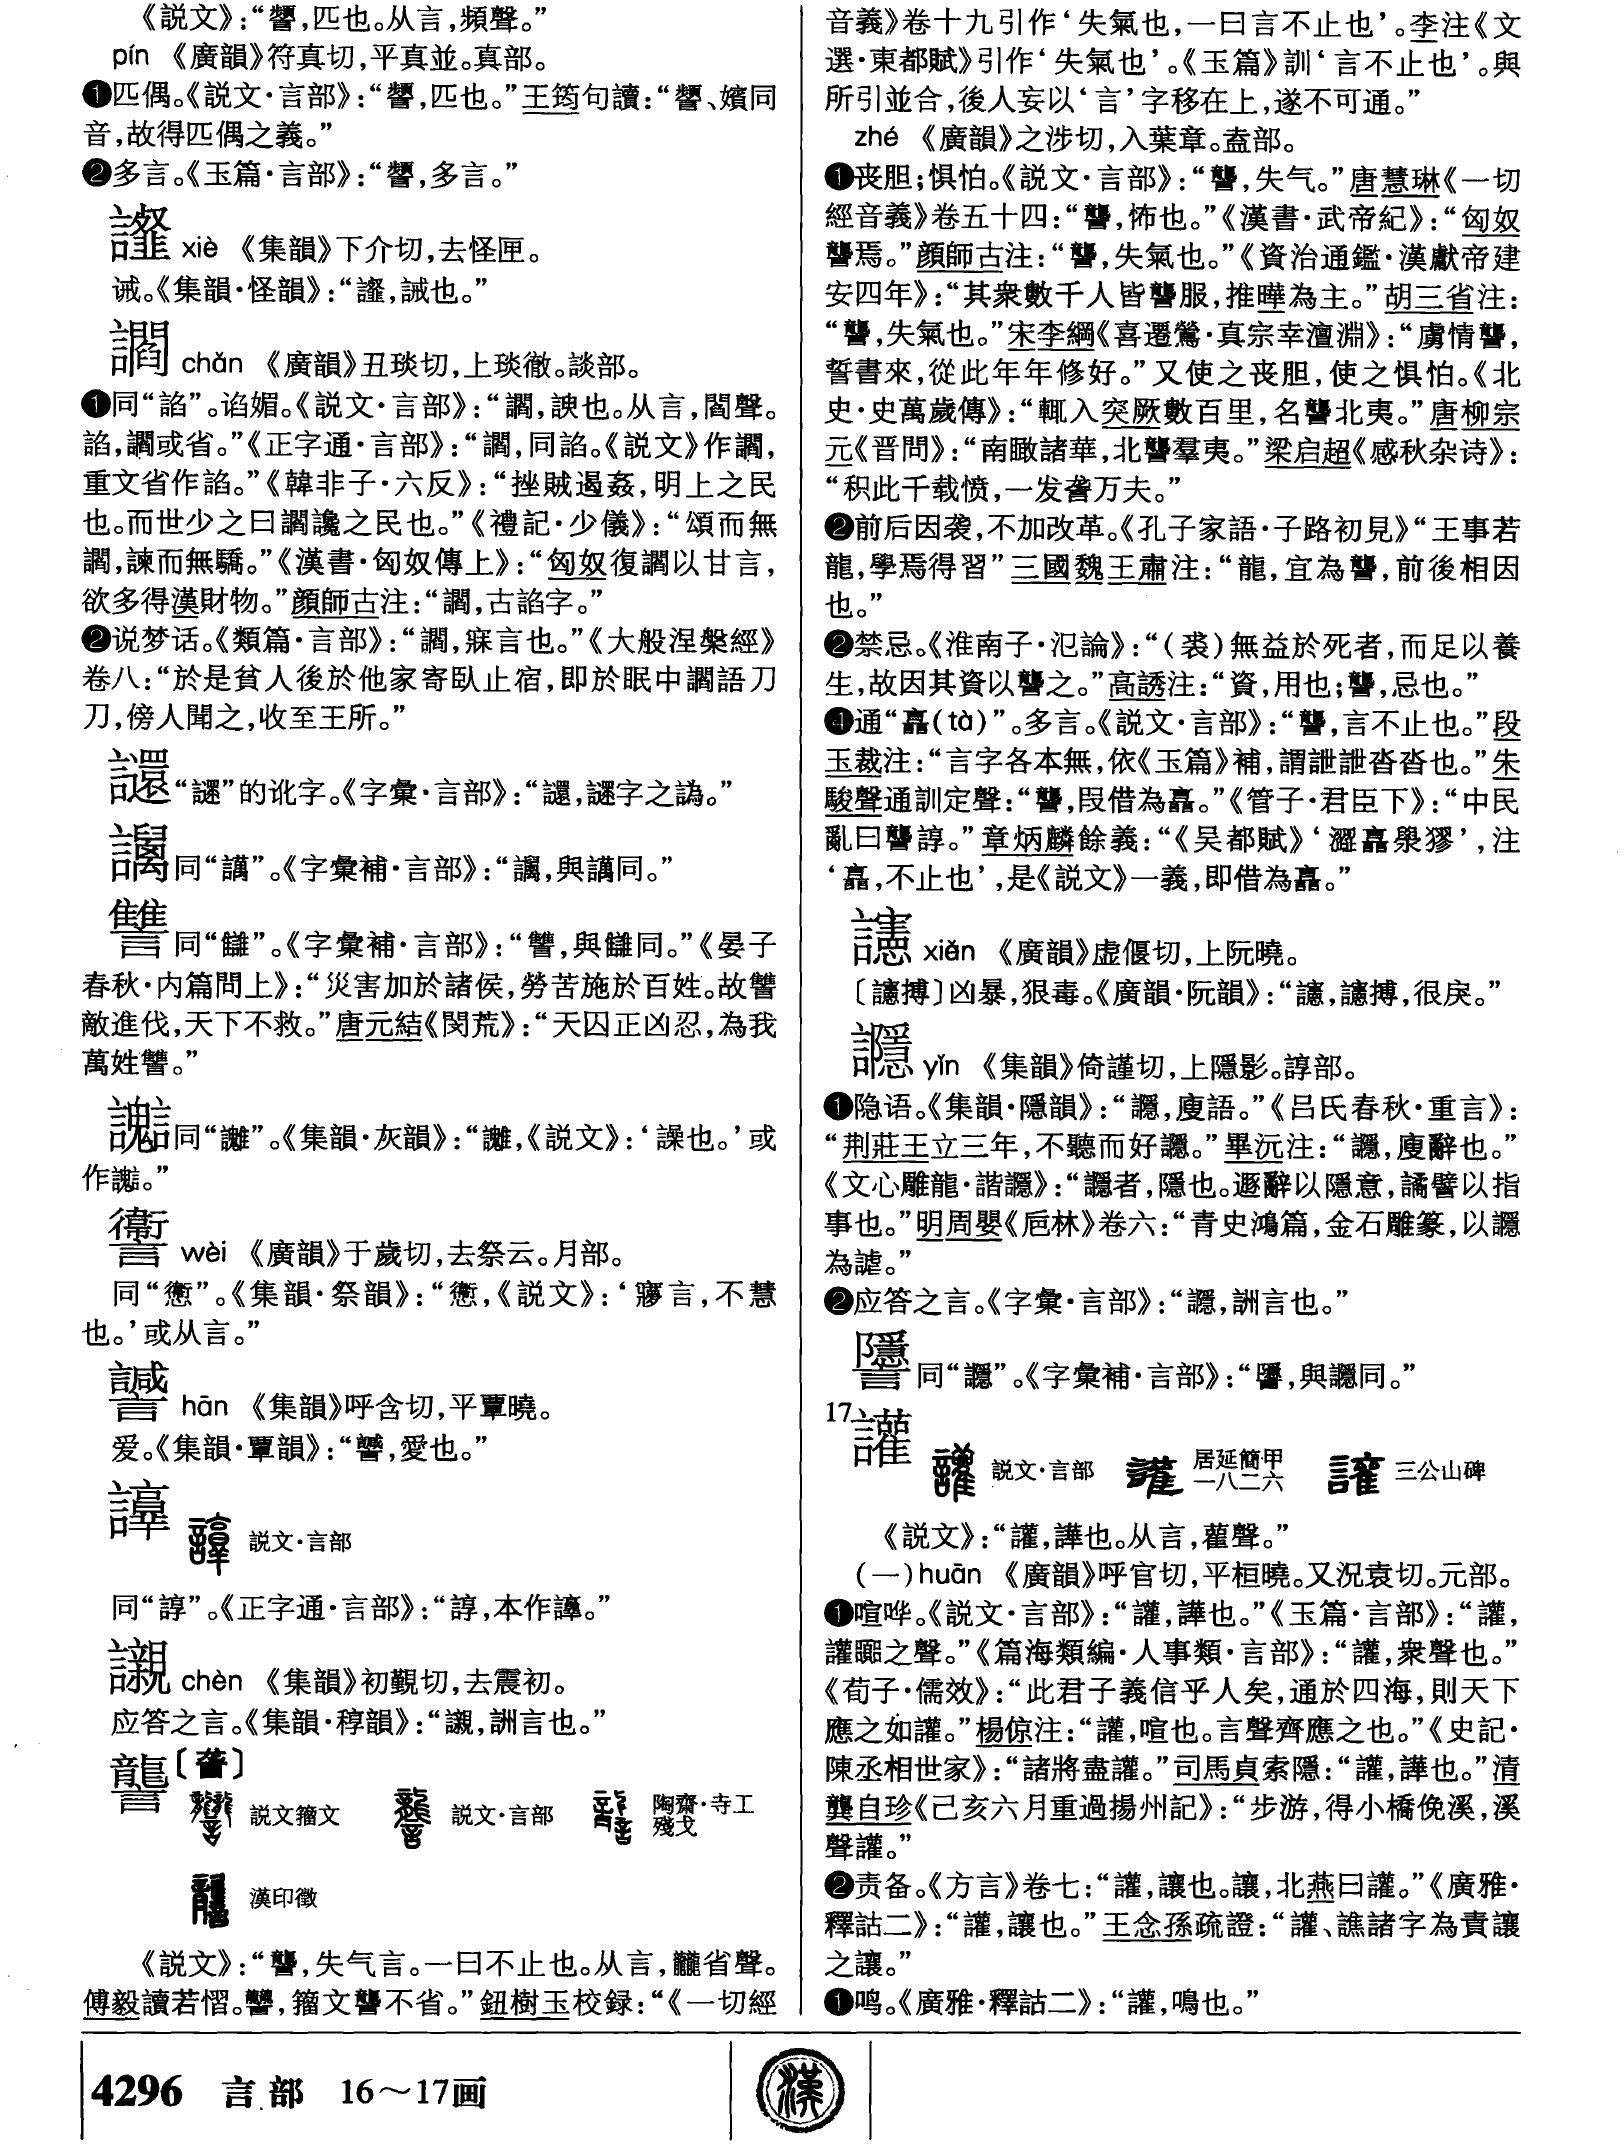 《説文》：“䚔，匹也。从言，頻聲。”
pín 《廣韻》符真切，平真並。真部。
❶匹偶。《説文·言部》：“䚔，匹也。”王筠句讀：“䚔、嬪同
音，故得匹偶之義。”
❷多言。《玉篇·言部》：“䚔，多言。”
xiè 《集韻》下介切，去怪匣。
诫。《集韻·怪韻》：“，誡也。”
讇 chǎn 《廣韻》丑琰切，上琰徹。談部。
❶同“諂”。谄媚。《説文·言部》：“讇，諛也。从言，閻聲。
諂，讇或省。”《正字通·言部》：“讇，同諂。《説文》作讇，
重文省作諂。”《韓非子·六反》：“挫賊遏姦，明上之民
也。而世少之曰讇讒之民也。”《禮記·少儀》：“頌而無
讇，諫而無驕。”《漢書·匈奴傳上》：“匈奴復讇以甘言，
欲多得漢財物。”顔師古注：“讇，古諂字。”
❷说梦话。《類篇·言部》：“讇，寐言也。”《大般涅槃經》
卷八：“於是貧人後於他家寄臥止宿，即於眠中讇語刀
刀，傍人聞之，收至王所。”
“”的讹字。《字彙·言部》：“，字之譌。”
同“”。《字彙補·言部》：“，與同。”
讐同“讎”。《字彙補·言部》：“讐，與讎同。”《晏子
春秋·内篇問上》：“災害加於諸侯，勞苦施於百姓。故讐
敵進伐，天下不救。”唐元結《閔荒》：“天囚正凶忍，為我
萬姓讐。”
同“”。《集韻·灰韻》：“，《説文》：‘譟也。’或
作。”
讆 wèi 《廣韻》于歲切，去祭云。月部。
同“㦣”。《集韻·祭韻》：“㦣，《説文》：‘寱言，不慧
也。’或从言。”
hān 《集韻》呼含切，平覃曉。
爱。《集韻·覃韻》：“，愛也。”
説文·言部
同“諄”。《正字通·言部》：“諄，本作。”
儭 chèn 《集韻》初覲切，去震初。
应答之言。《集韻·稕韻》：“，詶言也。”
讋〔詟〕
説文籀文 説文·言部 陶齋·寺工
殘戈
漢印徵
《説文》：“讋，失气言。一曰不止也。从言，龖省聲。
傅毅讀若慴。，籀文讋不省。”鈕樹玉校録：“《一切經
音義》卷十九引作‘失氣也，一曰言不止也’。李注《文
選·東都賦》引作‘失氣也’。《玉篇》訓‘言不止也’。與
所引並合，後人妄以‘言’字移在上，遂不可通。”
zhé 《廣韻》之涉切，入葉章。盍部。
❶丧胆；惧怕。《説文·言部》：“讋，失气。”唐慧琳《一切
經音義》卷五十四：“讋，怖也。”《漢書·武帝紀》：“匈奴
讋焉。”顔師古注：“讋，失氣也。”《資治通鑑·漢獻帝建
安四年》：“其衆數千人皆讋服，推曄為主。”胡三省注：
“讋，失氣也。”宋李綱《喜遷鶯·真宗幸澶淵》：“虜情讋，
誓書來，從此年年修好。”又使之丧胆，使之惧怕。《北
史·史萬歲傳》：“輒入突厥數百里，名讋北夷。”唐柳宗
元《晋問》：“南瞰諸華，北讋羣夷。”梁启超《感秋杂诗》：
“积此千载愤，一发詟万夫。”
❷前后因袭，不加改革。《孔子家語·子路初見》“王事若
龍，學焉得習”三國魏王肅注：“龍，宜為讋，前後相因
也。”
❷禁忌。《淮南子·氾論》：“（裘）無益於死者，而足以養
生，故因其資以讋之。”高誘注：“資，用也；讋，忌也。”
❹通“嚞（tà）”。多言。《説文·言部》：“讋，言不止也。”段
玉裁注：“言字各本無，依《玉篇》補，謂詍詍沓沓也。”朱
駿聲通訓定聲：“讋，叚借為嚞。”《管子·君臣下》：“中民
亂曰讋諄。”章炳麟餘義：“《吴都賦》‘澀嚞㵗㺒’，注
‘嚞，不止也’，是《説文》一義，即借為嚞。”
xiǎn 《廣韻》虚偃切，上阮曉。
〔𧬨〕凶暴，狠毒。《廣韻·阮韻》：“，很戾。”
讔 yǐn 《集韻》倚謹切，上隱影。諄部。
❶隐语。《集韻·隱韻》：“讔，廋語。”《吕氏春秋·重言》：
“荆莊王立三年，不聽而好讔。”畢沅注：“讔，廋辭也。”
《文心雕龍·諧讔》：“讔者，隱也。遯辭以隱意，譎譬以指
事也。”明周嬰《卮林》卷六：“青史鴻篇，金石雕篆，以讔
為謔。”
❷应答之言。《字彙·言部》：“讔，詶言也。”
同“讔”。《字彙補·言部》：“，與讔同。”
17
讙 説文·言部 居延簡甲
一八二六 三公山碑
《説文》：“讙，譁也。从言，雚聲。”
（一）huān 《廣韻》呼官切，平桓曉。又況袁切。元部。
❶喧哗。《説文·言部》：“讙，譁也。”《玉篇·言部》：“讙，
讙嚻之聲。”《篇海類編·人事類·言部》：“讙，衆聲也。”
《荀子·儒效》：“此君子義信乎人矣，通於四海，則天下
應之如讙。”楊倞注：“讙，喧也。言聲齊應之也。”《史記·
陳丞相世家》：“諸將盡讙。”司馬貞索隱：“讙，譁也。”清
龔自珍《己亥六月重過揚州記》：“步游，得小橋俛溪，溪
聲讙。”
❷责备。《方言》卷七：“讙，讓也。讓，北燕曰讙。”《廣雅·
釋詁二》：“讙，讓也。”王念孫疏證：“讙、譙諸字為責讓
之讓。”
❶鸣。《廣雅·釋詁二》：“讙，鳴也。”
4296 言部 16～17画
漢